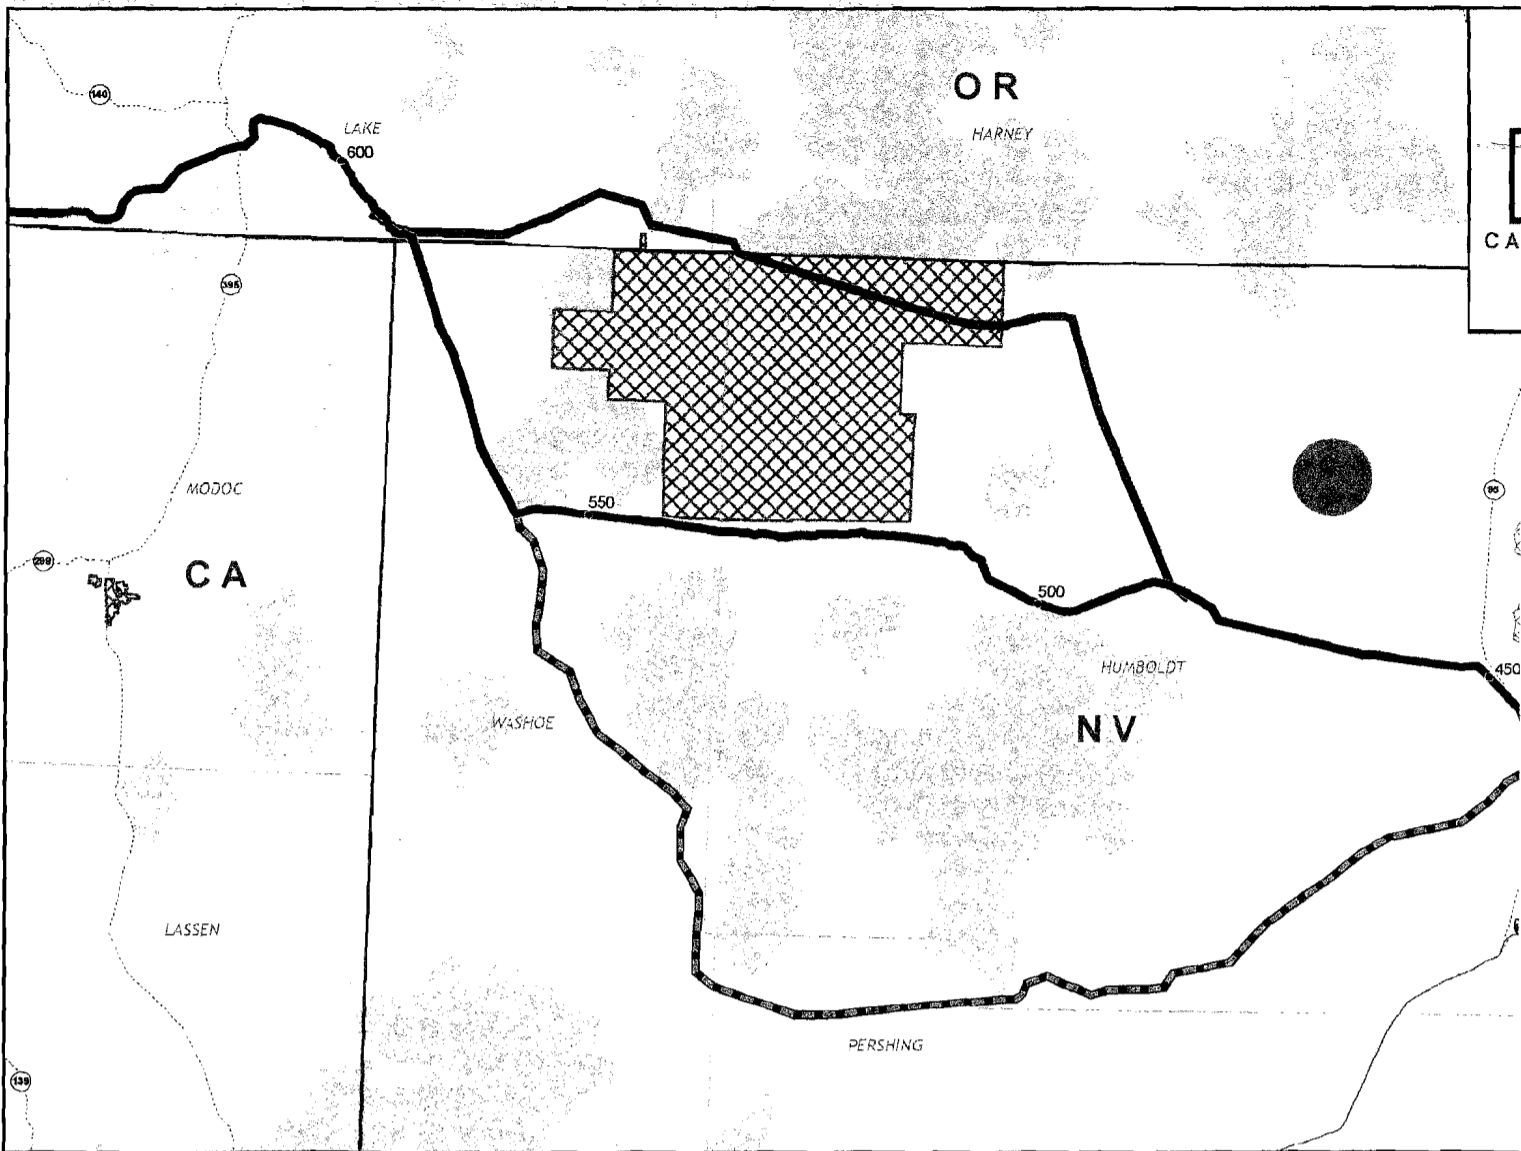 OR
140
HARNEY
LAKE
600
CA
395
MODOC
95
550
299
CA
500
HUMBOLDT
450
WASHOE
NV
LASSEN
PERSHING
139